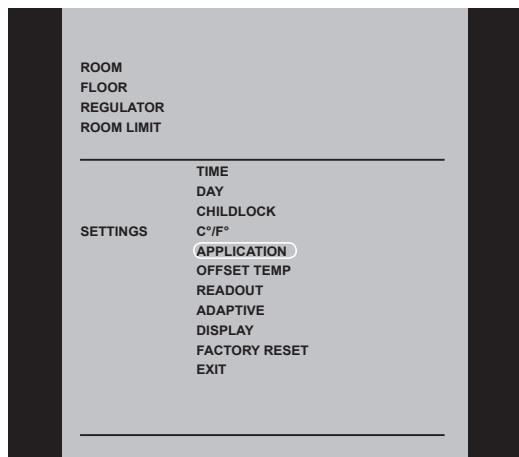 ROOM
FLOOR
REGULATOR
ROOM LIMIT
TIME
DAY
CHILDLOCK
SETTINGS C°/F°
APPLICATION
OFFSET TEMP
READOUT
ADAPTIVE
DISPLAY
FACTORY RESET
EXIT